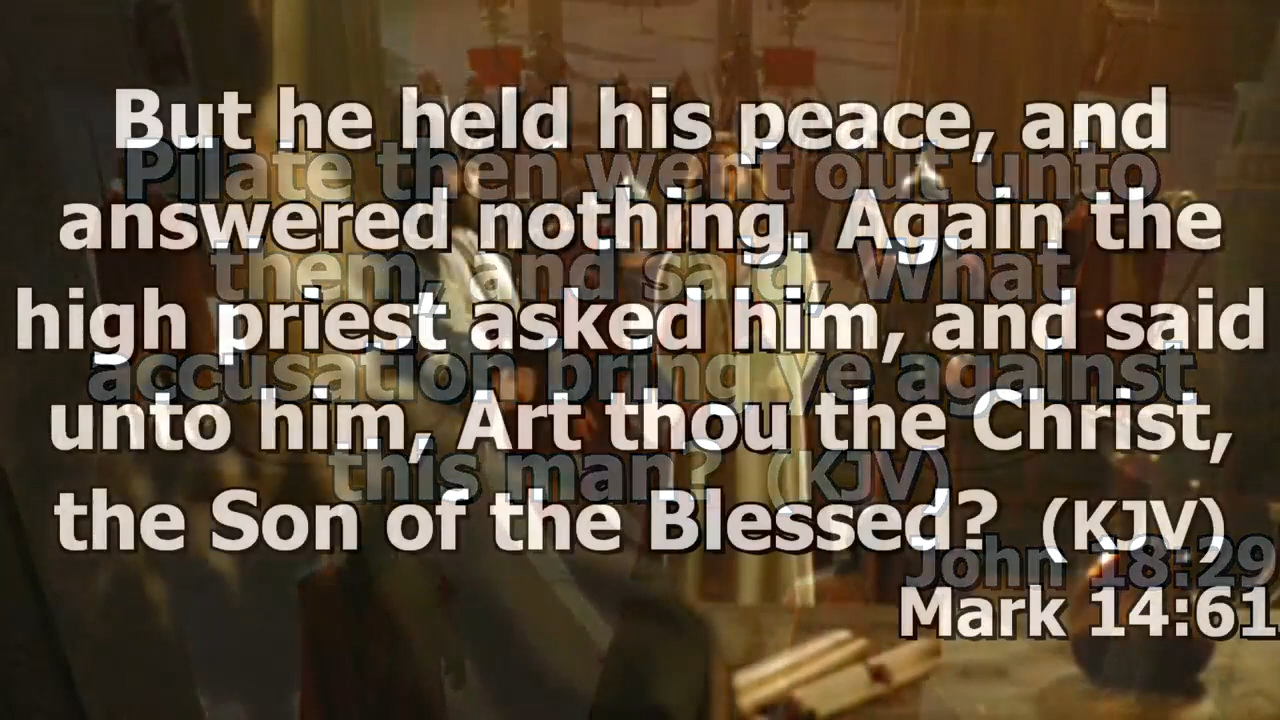 But he held his peace, and
answered nothing. Again the
high priest asked him, and said
unto him, Art thou the Christ,
the Son of the Blessed? (KJV)
Mark 14:61
Pilate then went out unto
them, and said, What
accusation bring ye against
this man? (KJV)
John 18:29